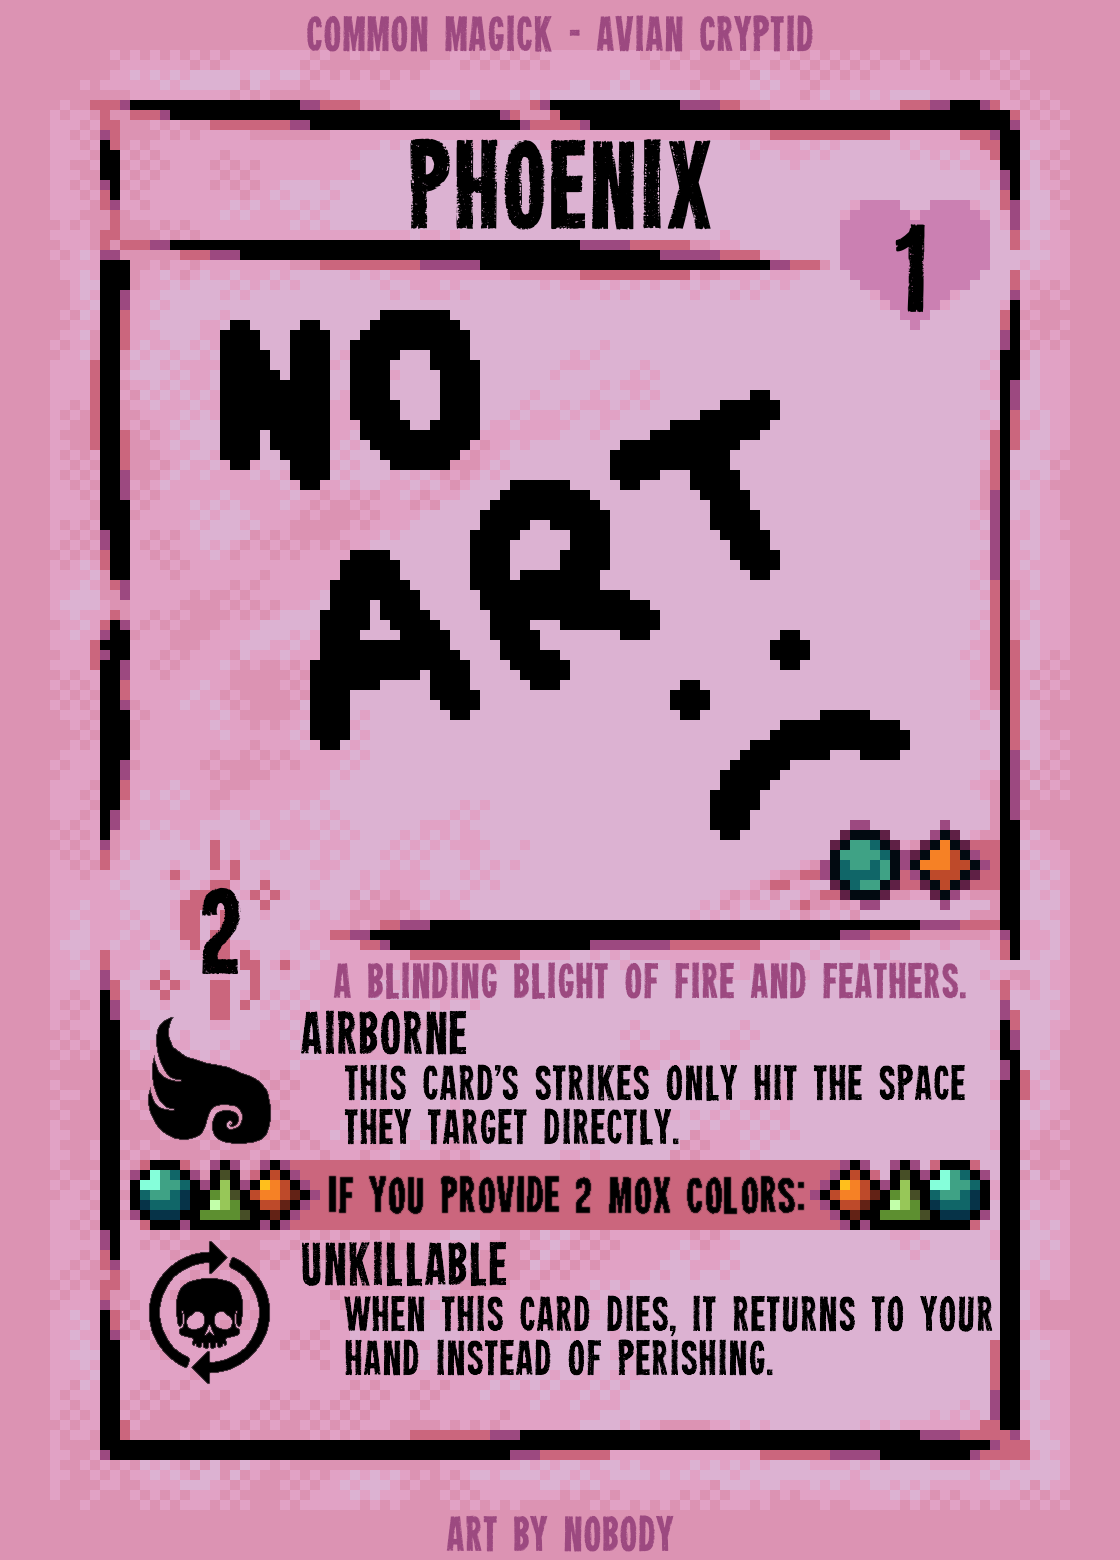 COMMON MAGICK - AVIAN CRYPTID
PHOENIX
1
NO
ART
:(
2
A BLINDING BLIGHT OF FIRE AND FEATHERS.
AIRBORNE
THIS CARD'S STRIKES ONLY HIT THE SPACE
THEY TARGET DIRECTLY.
IF YOU PROVIDE 2 MOX COLORS:
UNKILLABLE
WHEN THIS CARD DIES, IT RETURNS TO YOUR
HAND INSTEAD OF PERISHING.
ART BY NOBODY